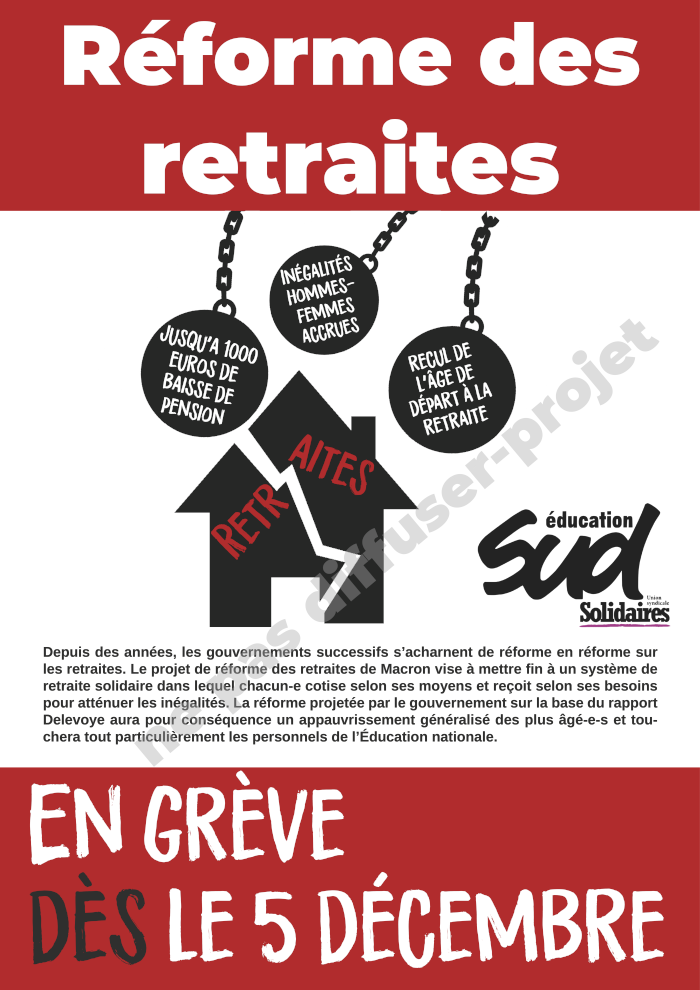 Réforme des
retraites
INÉGALITÉS
HOMMES-
FEMMES
ACCRUES
JUSQU'A 1000
EUROS DE
BAISSE DE
PENSION
RECUL DE
L'ÂGE DE
DÉPART À LA
RETRAITE
RETRAITES
éducation
Sud
Union
syndicale
Solidaires
ne pas diffuser-projet
Depuis des années, les gouvernements successifs s'acharnent de réforme en réforme sur
les retraites. Le projet de réforme des retraites de Macron vise à mettre fin à un système de
retraite solidaire dans lequel chacun-e cotise selon ses moyens et reçoit selon ses besoins
pour atténuer les inégalités. La réforme projetée par le gouvernement sur la base du rapport
Delevoye aura pour conséquence un appauvrissement généralisé des plus âgé-e-s et tou-
chera tout particulièrement les personnels de l'Éducation nationale.
EN GRÈVE
DÈS LE 5 DÉCEMBRE